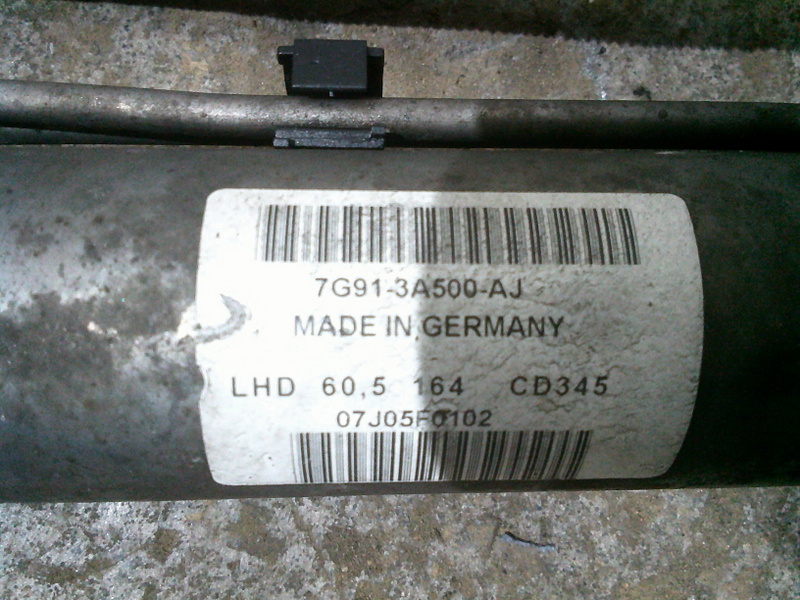 7G91-3A500-AJ
MADE IN GERMANY
LHD 60,5 164 CD345
07J05F0102